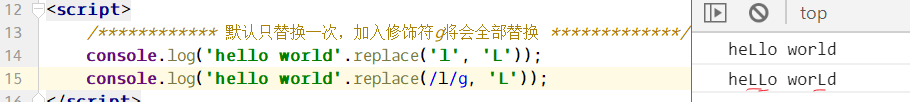 12 <script>
13 /************ 默认只替换一次，加入修饰符g将会全部替换 *************/
14 console.log('hello world'.replace('l', 'L'));
15 console.log('hello world'.replace(/l/g, 'L'));
16 </script>
top
heLlo world
heLLo worLd